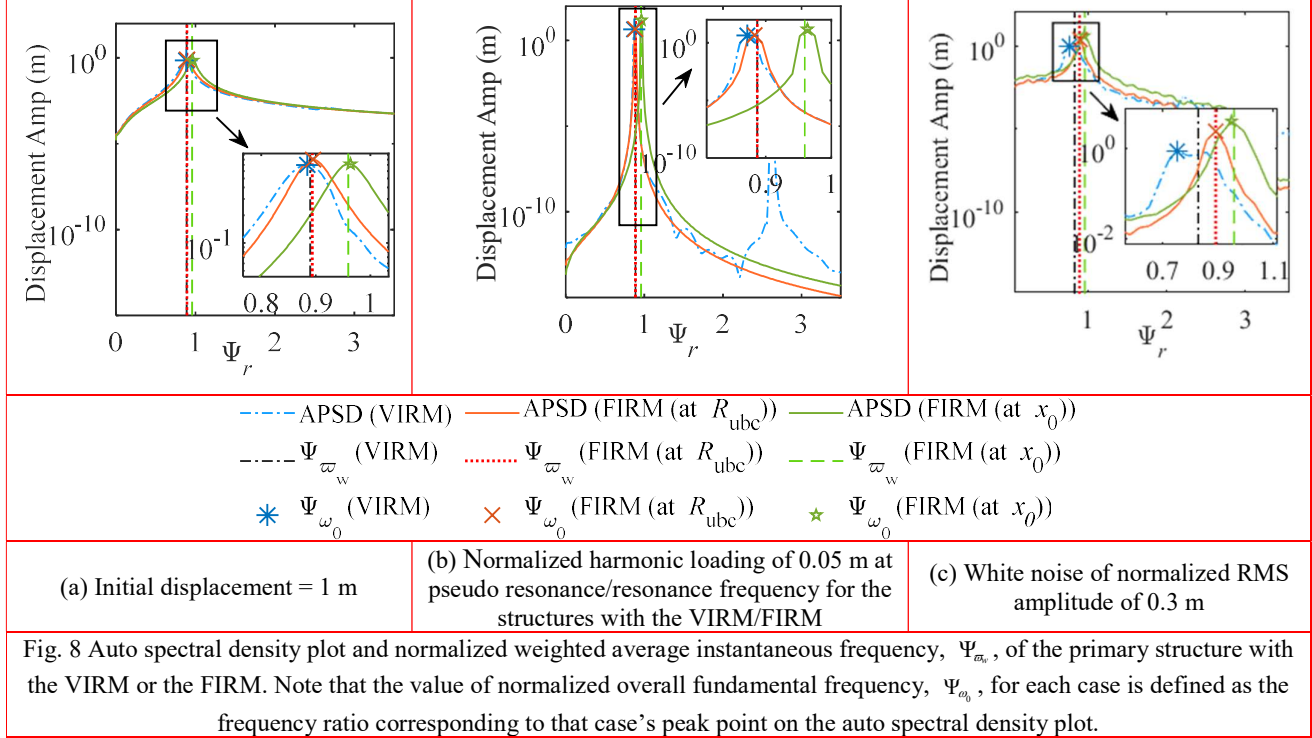 Displacement Amp (m)
10^0
10^-10
10^-1
0.8 0.9 1
0 1 2 3
Ψ_r
Displacement Amp (m)
10^0
10^-10
10^0
10^-10
0.9 1
0 1 2 3
Ψ_r
Displacement Amp (m)
10^0
10^-10
10^0
10^-2
0.7 0.9 1.1
1 2 3
Ψ_r
APSD (VIRM) APSD (FIRM (at R_ubc)) APSD (FIRM (at x_0))
Ψ_ϖ_w (VIRM) Ψ_ϖ_w (FIRM (at R_ubc)) Ψ_ϖ_w (FIRM (at x_0))
Ψ_ω_0 (VIRM) Ψ_ω_0 (FIRM (at R_ubc)) Ψ_ω_0 (FIRM (at x_0))
(a) Initial displacement = 1 m
(b) Normalized harmonic loading of 0.05 m at
pseudo resonance/resonance frequency for the
structures with the VIRM/FIRM
(c) White noise of normalized RMS
amplitude of 0.3 m
Fig. 8 Auto spectral density plot and normalized weighted average instantaneous frequency, Ψ_ϖ_w, of the primary structure with
the VIRM or the FIRM. Note that the value of normalized overall fundamental frequency, Ψ_ω_0, for each case is defined as the
frequency ratio corresponding to that case's peak point on the auto spectral density plot.